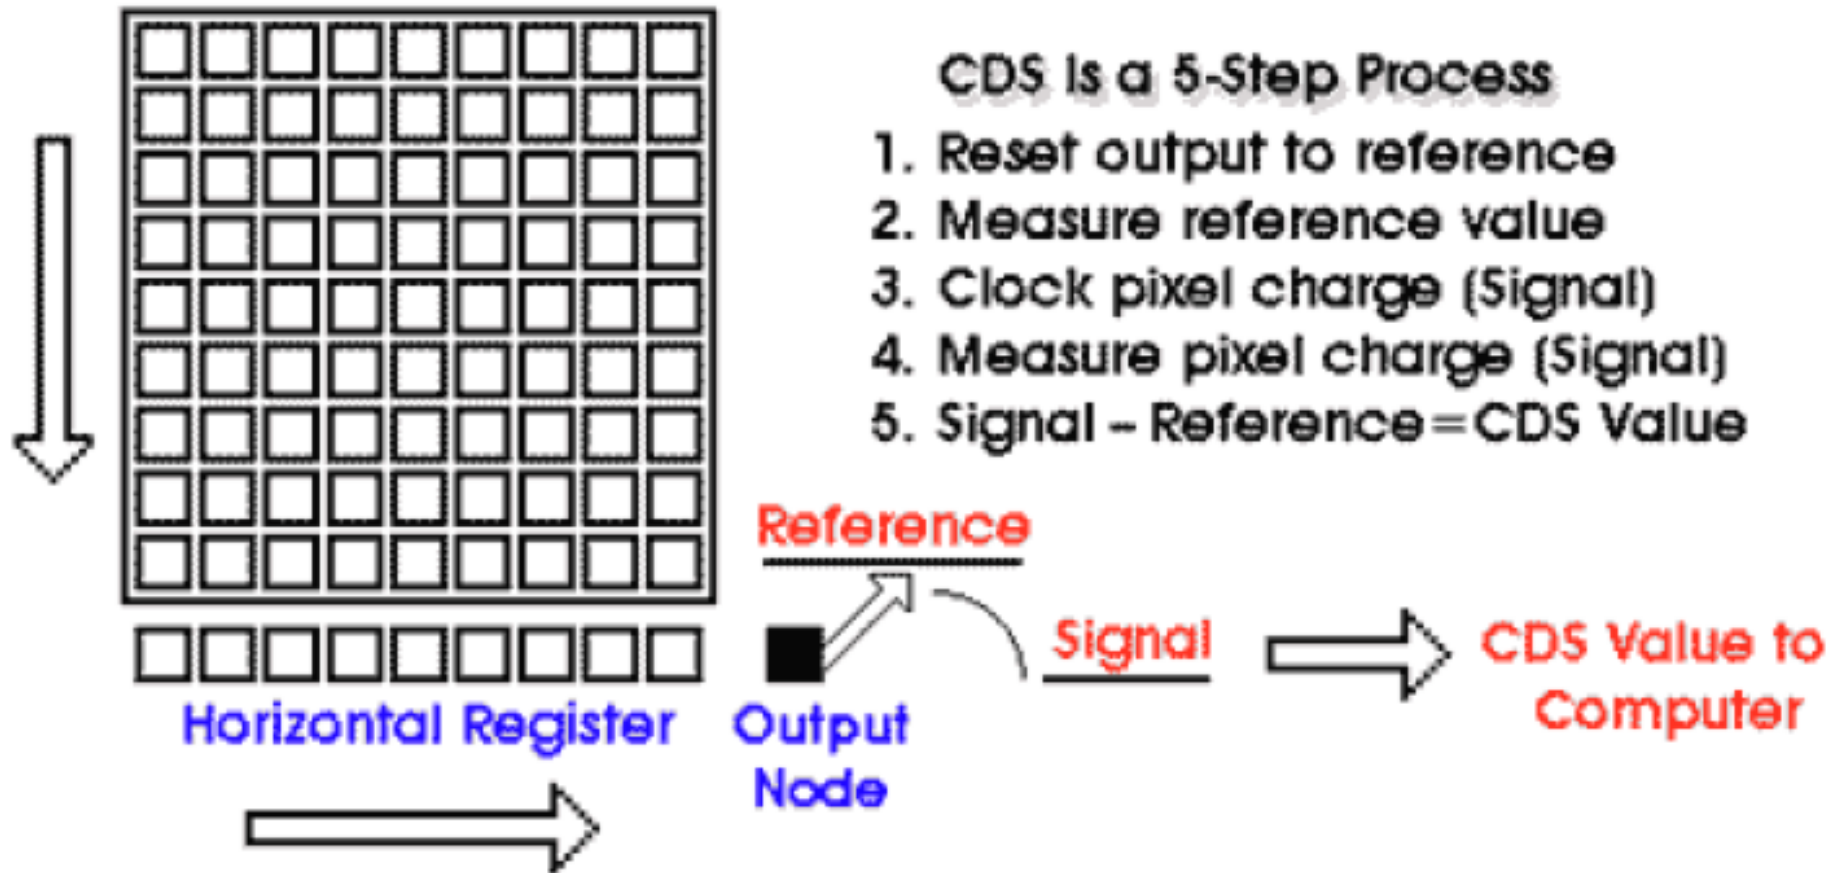 CDS Is a 5-Step Process
1. Reset output to reference
2. Measure reference value
3. Clock pixel charge (Signal)
4. Measure pixel charge (Signal)
5. Signal – Reference=CDS Value
Reference
Signal
CDS Value to
Computer
Horizontal Register
Output
Node